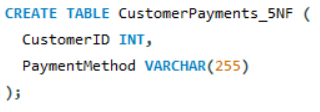 CREATE TABLE CustomerPayments_5NF (
  CustomerID INT,
  PaymentMethod VARCHAR(255)
);